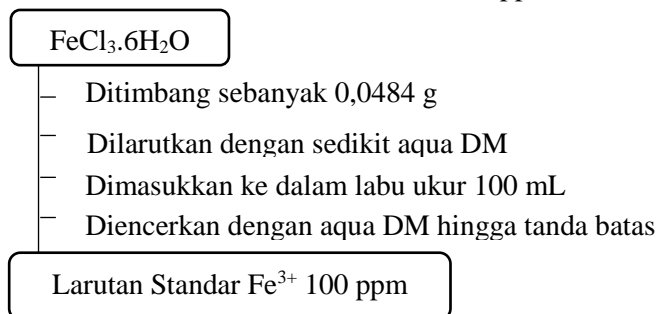 FeCl₃.6H₂O
Ditimbang sebanyak 0,0484 g
Dilarutkan dengan sedikit aqua DM
Dimasukkan ke dalam labu ukur 100 mL
Diencerkan dengan aqua DM hingga tanda batas
Larutan Standar Fe³⁺ 100 ppm